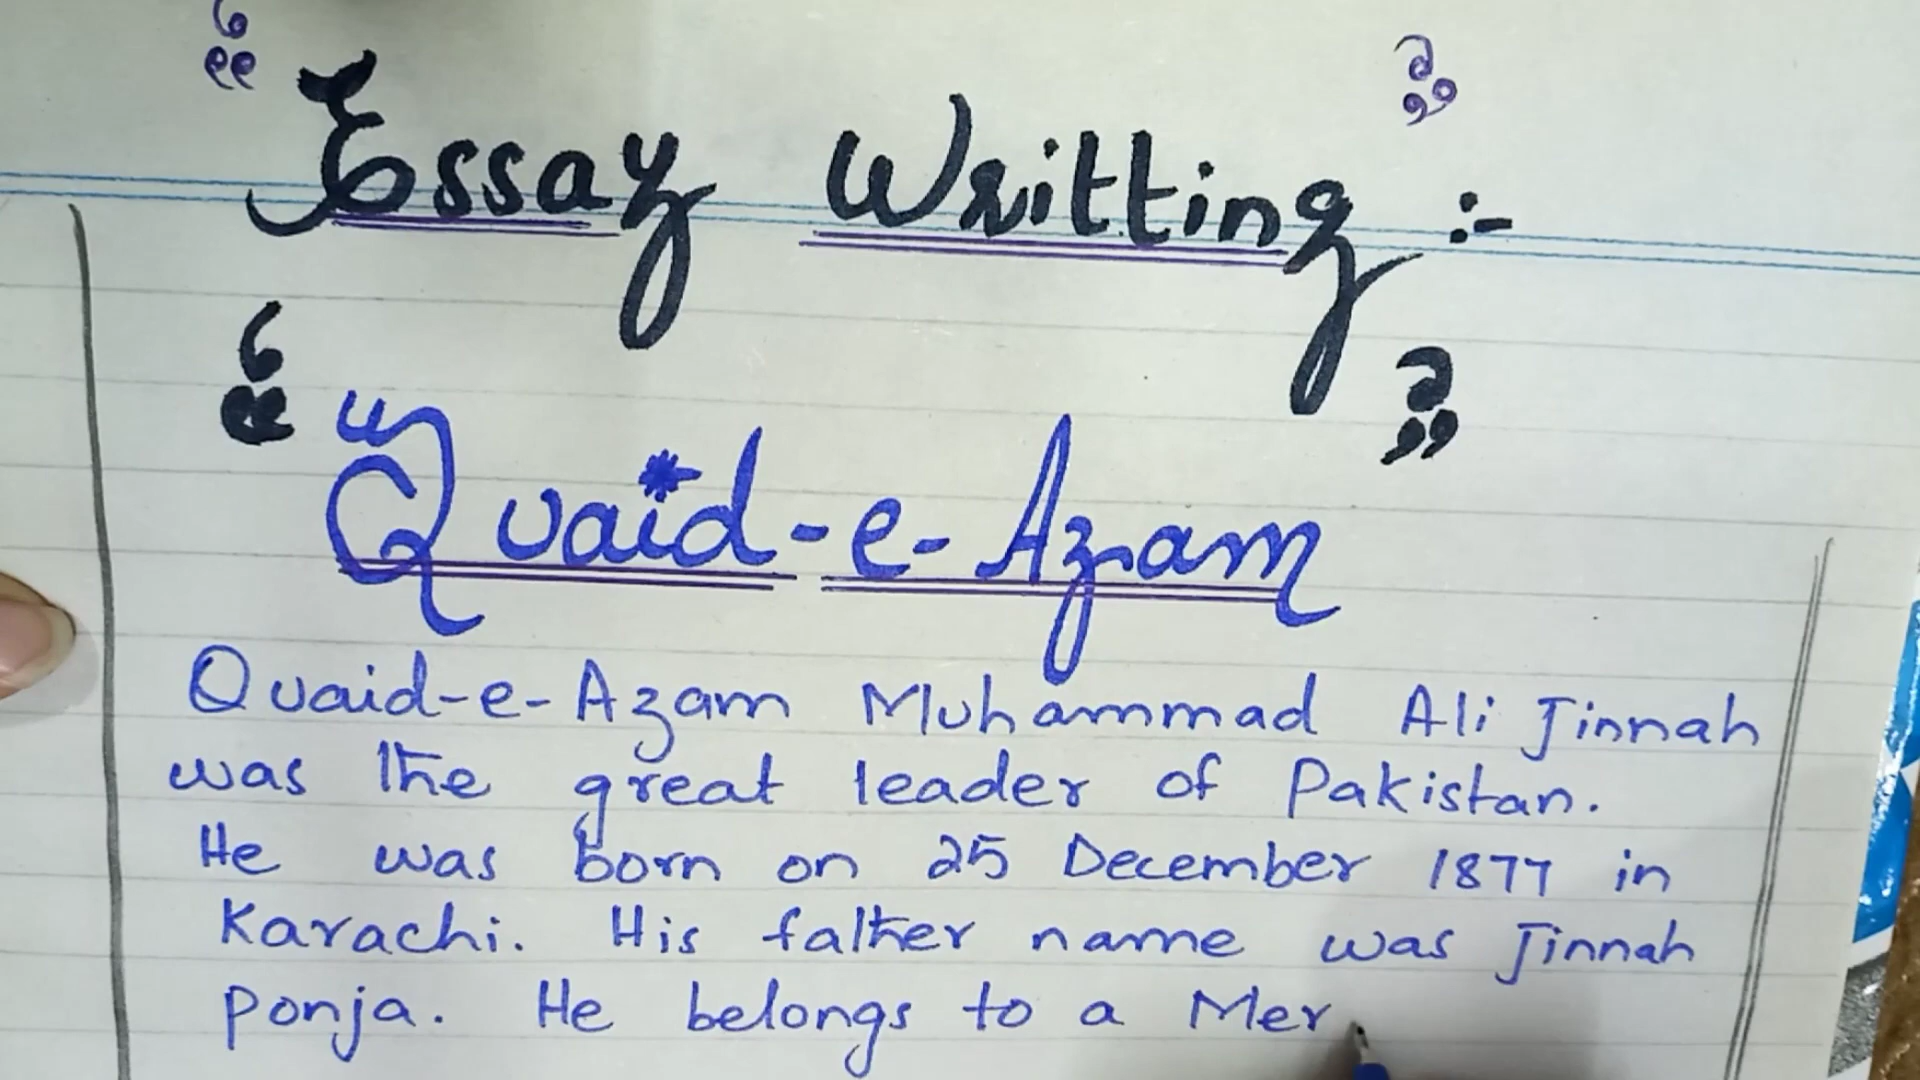 Essay Writting :-
Quaid-e-Azam
Quaid-e-Azam Muhammad Ali Jinnah
was the great leader of Pakistan.
He was born on 25 December 1877 in
Karachi. His father name was Jinnah
ponja. He belongs to a Mer